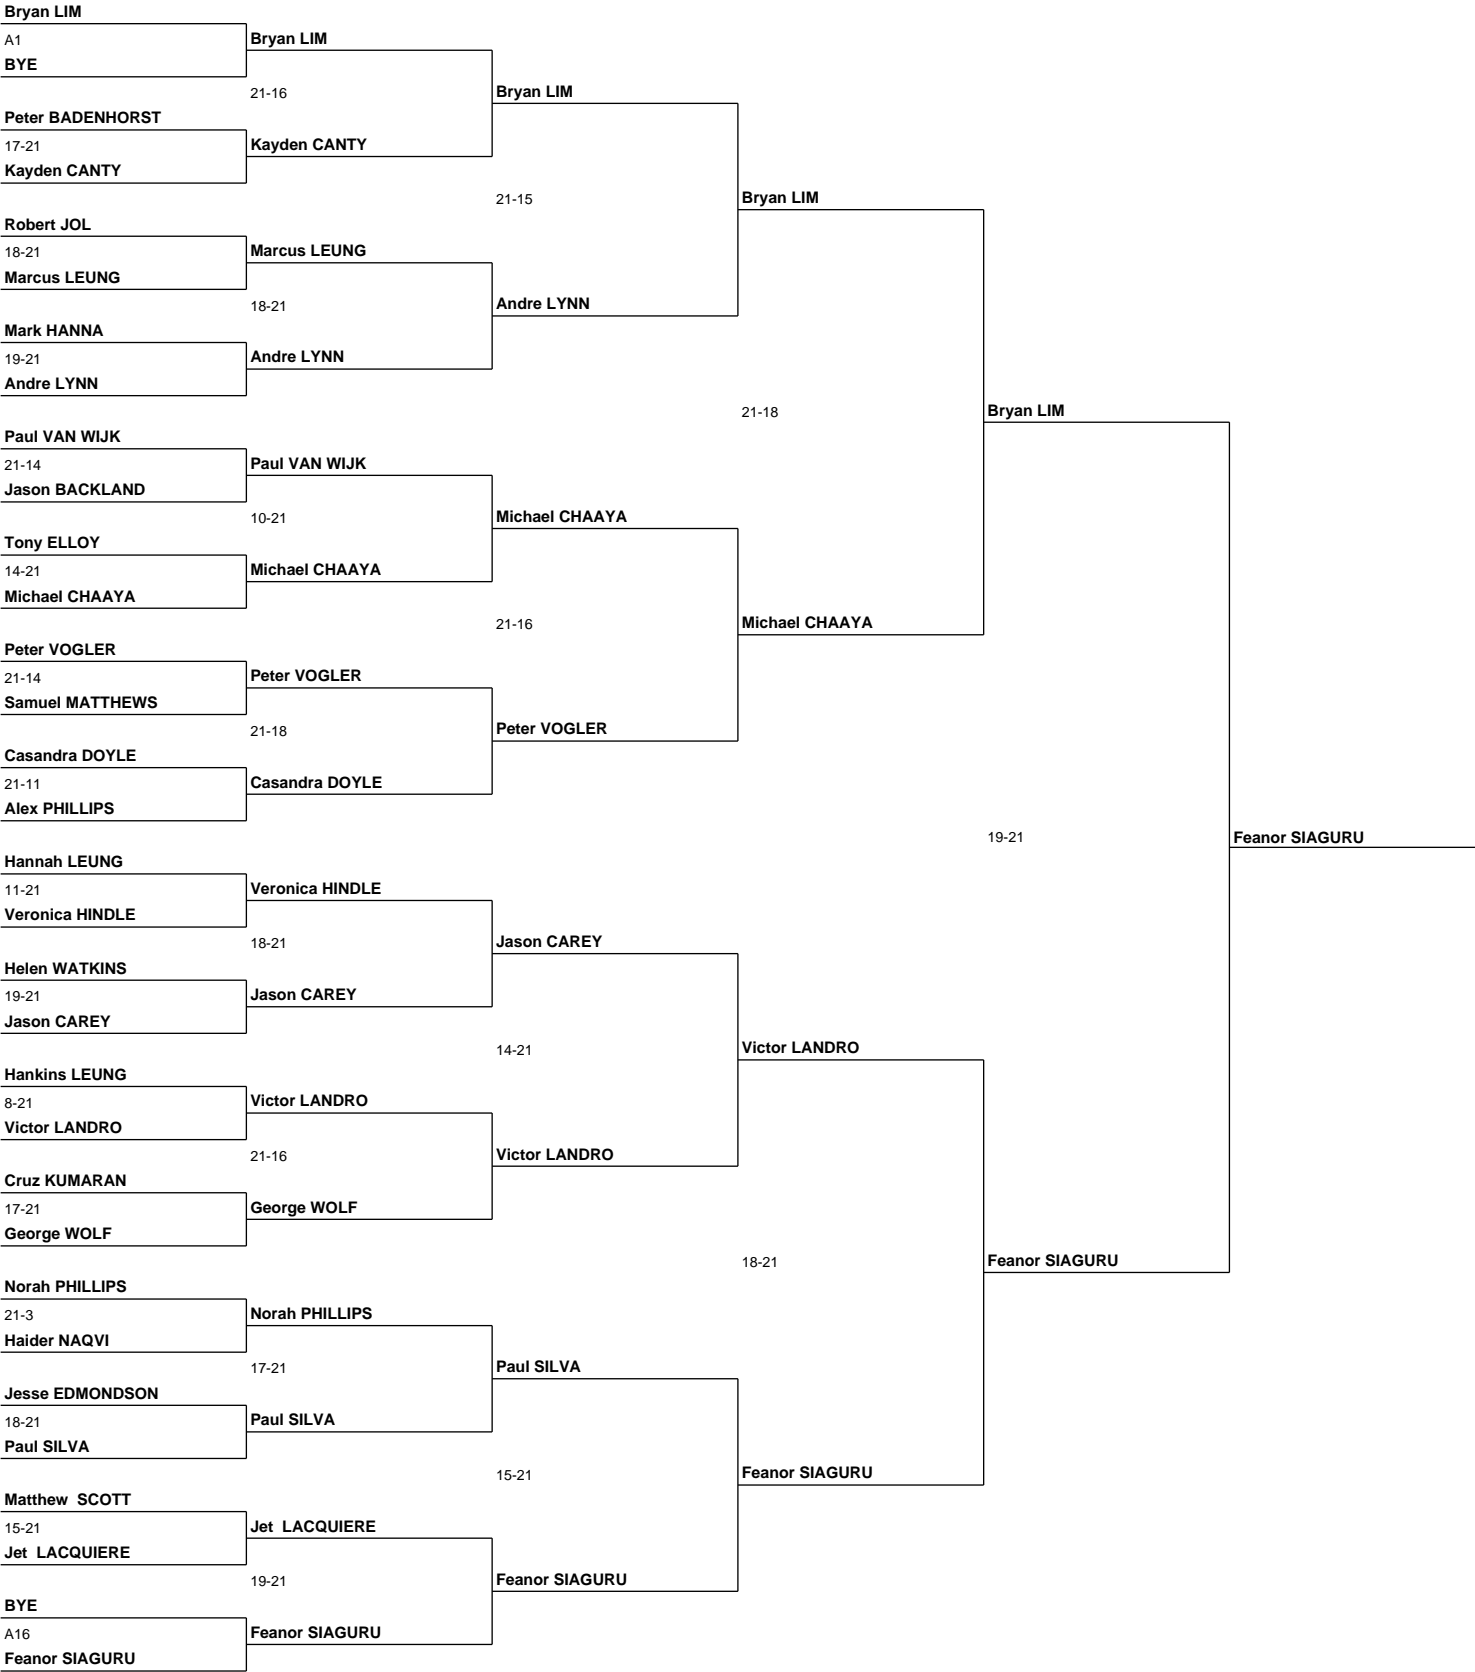 Bryan LIM
A1
BYE
Bryan LIM
21-16
Kayden CANTY
Peter BADENHORST
17-21
Kayden CANTY
Bryan LIM
21-15
Andre LYNN
Robert JOL
18-21
Marcus LEUNG
Marcus LEUNG
18-21
Andre LYNN
Mark HANNA
19-21
Andre LYNN
Bryan LIM
21-18
Michael CHAAYA
Paul VAN WIJK
21-14
Jason BACKLAND
Paul VAN WIJK
10-21
Michael CHAAYA
Tony ELLOY
14-21
Michael CHAAYA
Michael CHAAYA
21-16
Peter VOGLER
Peter VOGLER
21-14
Samuel MATTHEWS
Peter VOGLER
21-18
Casandra DOYLE
Casandra DOYLE
21-11
Alex PHILLIPS
Bryan LIM
19-21
Feanor SIAGURU
Feanor SIAGURU
Hannah LEUNG
11-21
Veronica HINDLE
Veronica HINDLE
18-21
Jason CAREY
Helen WATKINS
19-21
Jason CAREY
Jason CAREY
14-21
Victor LANDRO
Hankins LEUNG
8-21
Victor LANDRO
Victor LANDRO
21-16
George WOLF
Cruz KUMARAN
17-21
George WOLF
Victor LANDRO
18-21
Feanor SIAGURU
Norah PHILLIPS
21-3
Haider NAQVI
Norah PHILLIPS
17-21
Paul SILVA
Jesse EDMONDSON
18-21
Paul SILVA
Paul SILVA
15-21
Feanor SIAGURU
Matthew  SCOTT
15-21
Jet  LACQUIERE
Jet  LACQUIERE
19-21
Feanor SIAGURU
BYE
A16
Feanor SIAGURU